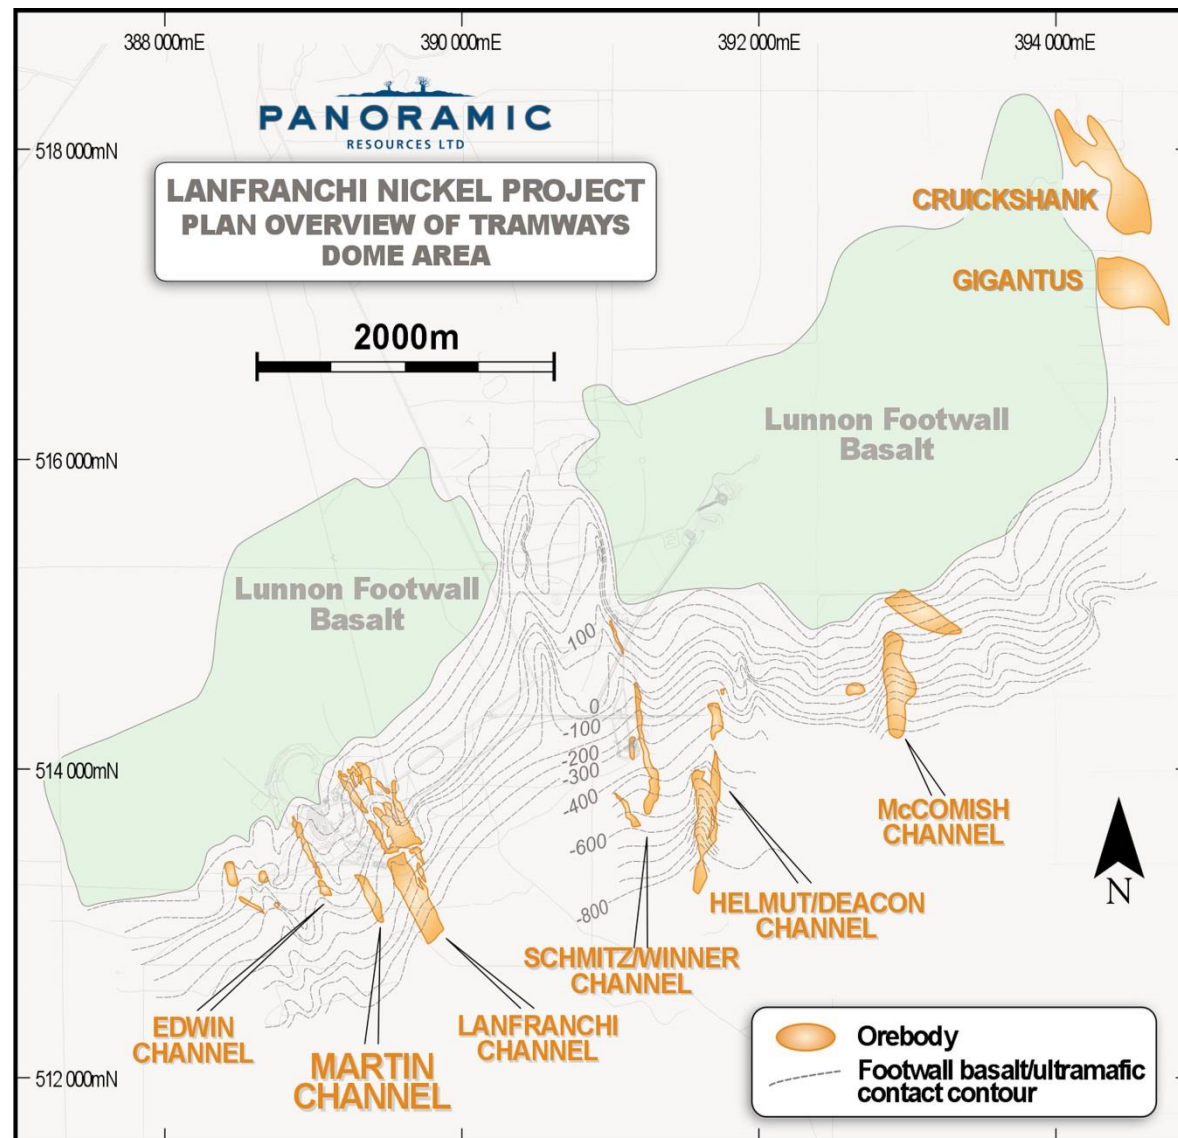 388 000mE
390 000mE
392 000mE
394 000mE
PANORAMIC
RESOURCES LTD
518 000mN
LANFRANCHI NICKEL PROJECT
PLAN OVERVIEW OF TRAMWAYS
DOME AREA
CRUICKSHANK
GIGANTUS
2000m
Lunnon Footwall
Basalt
516 000mN
Lunnon Footwall
Basalt
-100
0
-100
-200
-300
-400
-600
-800
514 000mN
McCOMISH
CHANNEL
N
HELMUT/DEACON
CHANNEL
SCHMITZ/WINNER
CHANNEL
EDWIN
CHANNEL
MARTIN
CHANNEL
LANFRANCHI
CHANNEL
512 000mN
Orebody
Footwall basalt/ultramafic
contact contour